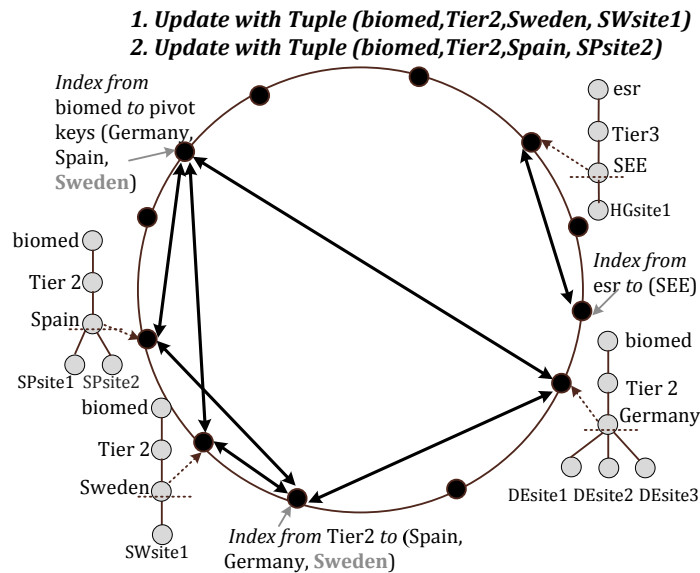 1. Update with Tuple (biomed,Tier2,Sweden, SWsite1)
2. Update with Tuple (biomed,Tier2,Spain, SPsite2)
Index from
biomed to pivot
keys (Germany,
Spain,
Sweden)
esr
Tier3
SEE
HGsite1
Index from
esr to (SEE)
biomed
Tier 2
Spain
SPsite1 SPsite2
biomed
Tier 2
Germany
DEsite1 DEsite2 DEsite3
biomed
Tier 2
Sweden
SWsite1
Index from Tier2 to (Spain,
Germany, Sweden)